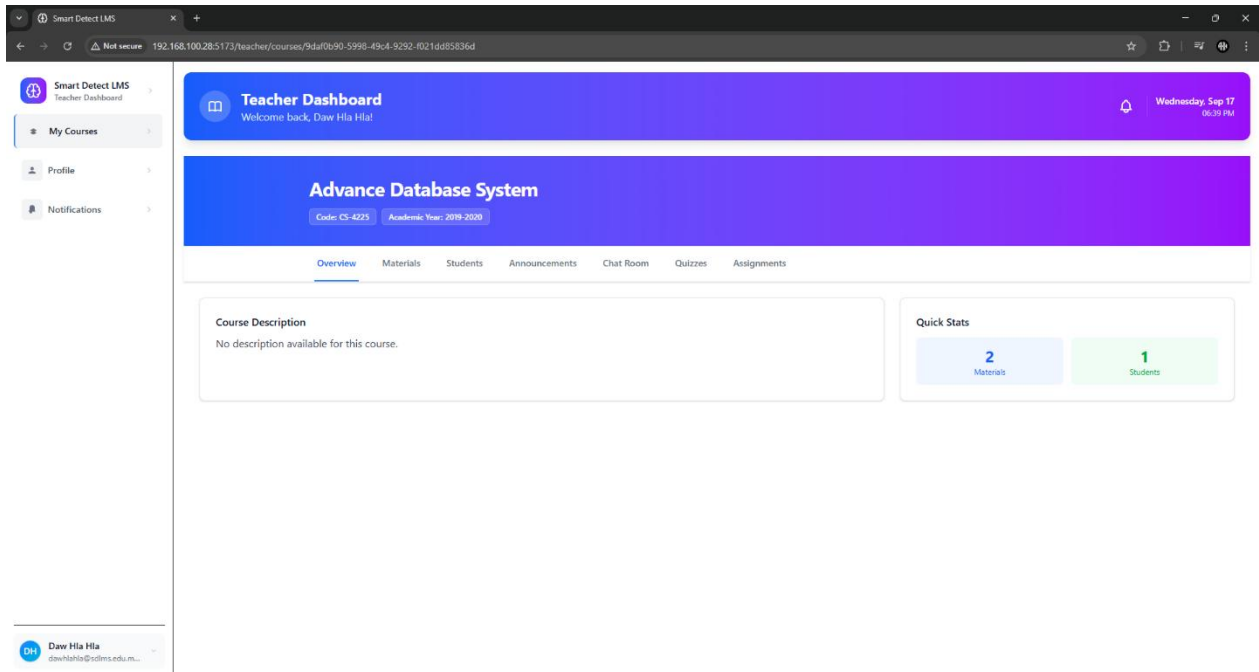 Smart Detect LMS
Not secure 192.168.100.28:5173/teacher/courses/9daf0b90-5998-49c4-9292-f021dd85836d
Smart Detect LMS
Teacher Dashboard
My Courses
Profile
Notifications
Teacher Dashboard
Welcome back, Daw Hla Hla!
Wednesday, Sep 17
06:39 PM
Advance Database System
Code: CS-4225 Academic Year: 2019-2020
Overview Materials Students Announcements Chat Room Quizzes Assignments
Course Description
No description available for this course.
Quick Stats
2
Materials
1
Students
DH
Daw Hla Hla
dawhlahla@sdlms.edu.m...